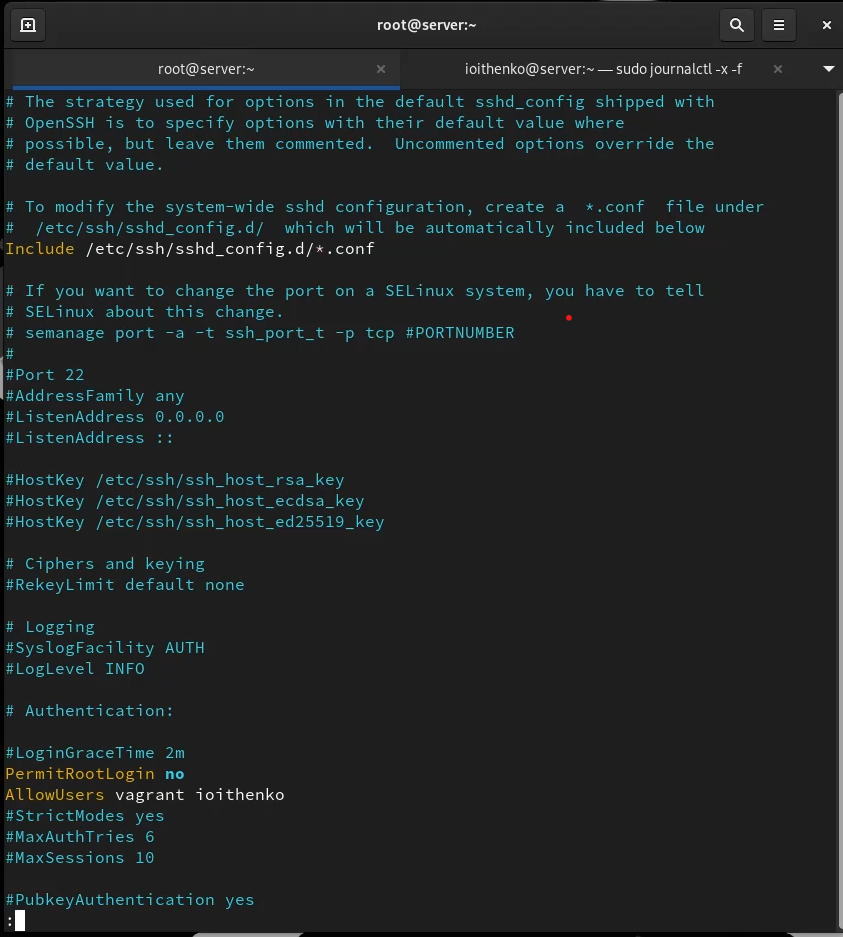 root@server:~
root@server:~
ioithenko@server:~ — sudo journalctl -x -f
# The strategy used for options in the default sshd_config shipped with
# OpenSSH is to specify options with their default value where
# possible, but leave them commented.  Uncommented options override the
# default value.
# To modify the system-wide sshd configuration, create a  *.conf  file under
#  /etc/ssh/sshd_config.d/  which will be automatically included below
Include /etc/ssh/sshd_config.d/*.conf
# If you want to change the port on a SELinux system, you have to tell
# SELinux about this change.
# semanage port -a -t ssh_port_t -p tcp #PORTNUMBER
#
#Port 22
#AddressFamily any
#ListenAddress 0.0.0.0
#ListenAddress ::
#HostKey /etc/ssh/ssh_host_rsa_key
#HostKey /etc/ssh/ssh_host_ecdsa_key
#HostKey /etc/ssh/ssh_host_ed25519_key
# Ciphers and keying
#RekeyLimit default none
# Logging
#SyslogFacility AUTH
#LogLevel INFO
# Authentication:
#LoginGraceTime 2m
PermitRootLogin no
AllowUsers vagrant ioithenko
#StrictModes yes
#MaxAuthTries 6
#MaxSessions 10
#PubkeyAuthentication yes
: